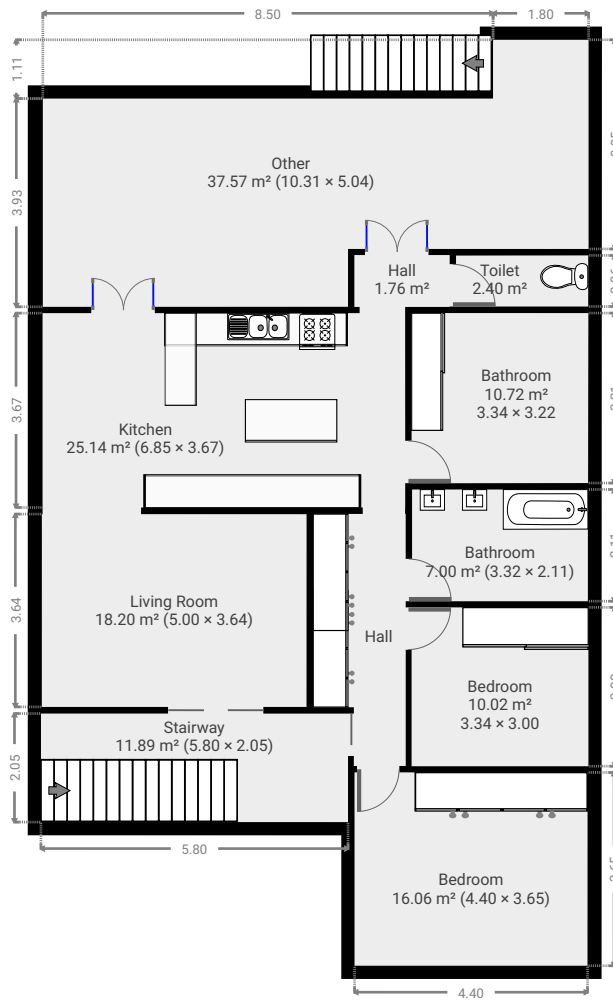 8.50
1.80
1.11
Other
37.57 m² (10.31 × 5.04)
3.93
Hall
1.76 m²
Toilet
2.40 m²
Bathroom
10.72 m²
3.34 × 3.22
3.67
Kitchen
25.14 m² (6.85 × 3.67)
Bathroom
7.00 m² (3.32 × 2.11)
Living Room
18.20 m² (5.00 × 3.64)
3.64
Hall
Bedroom
10.02 m²
3.34 × 3.00
Stairway
11.89 m² (5.80 × 2.05)
2.05
5.80
Bedroom
16.06 m² (4.40 × 3.65)
4.40